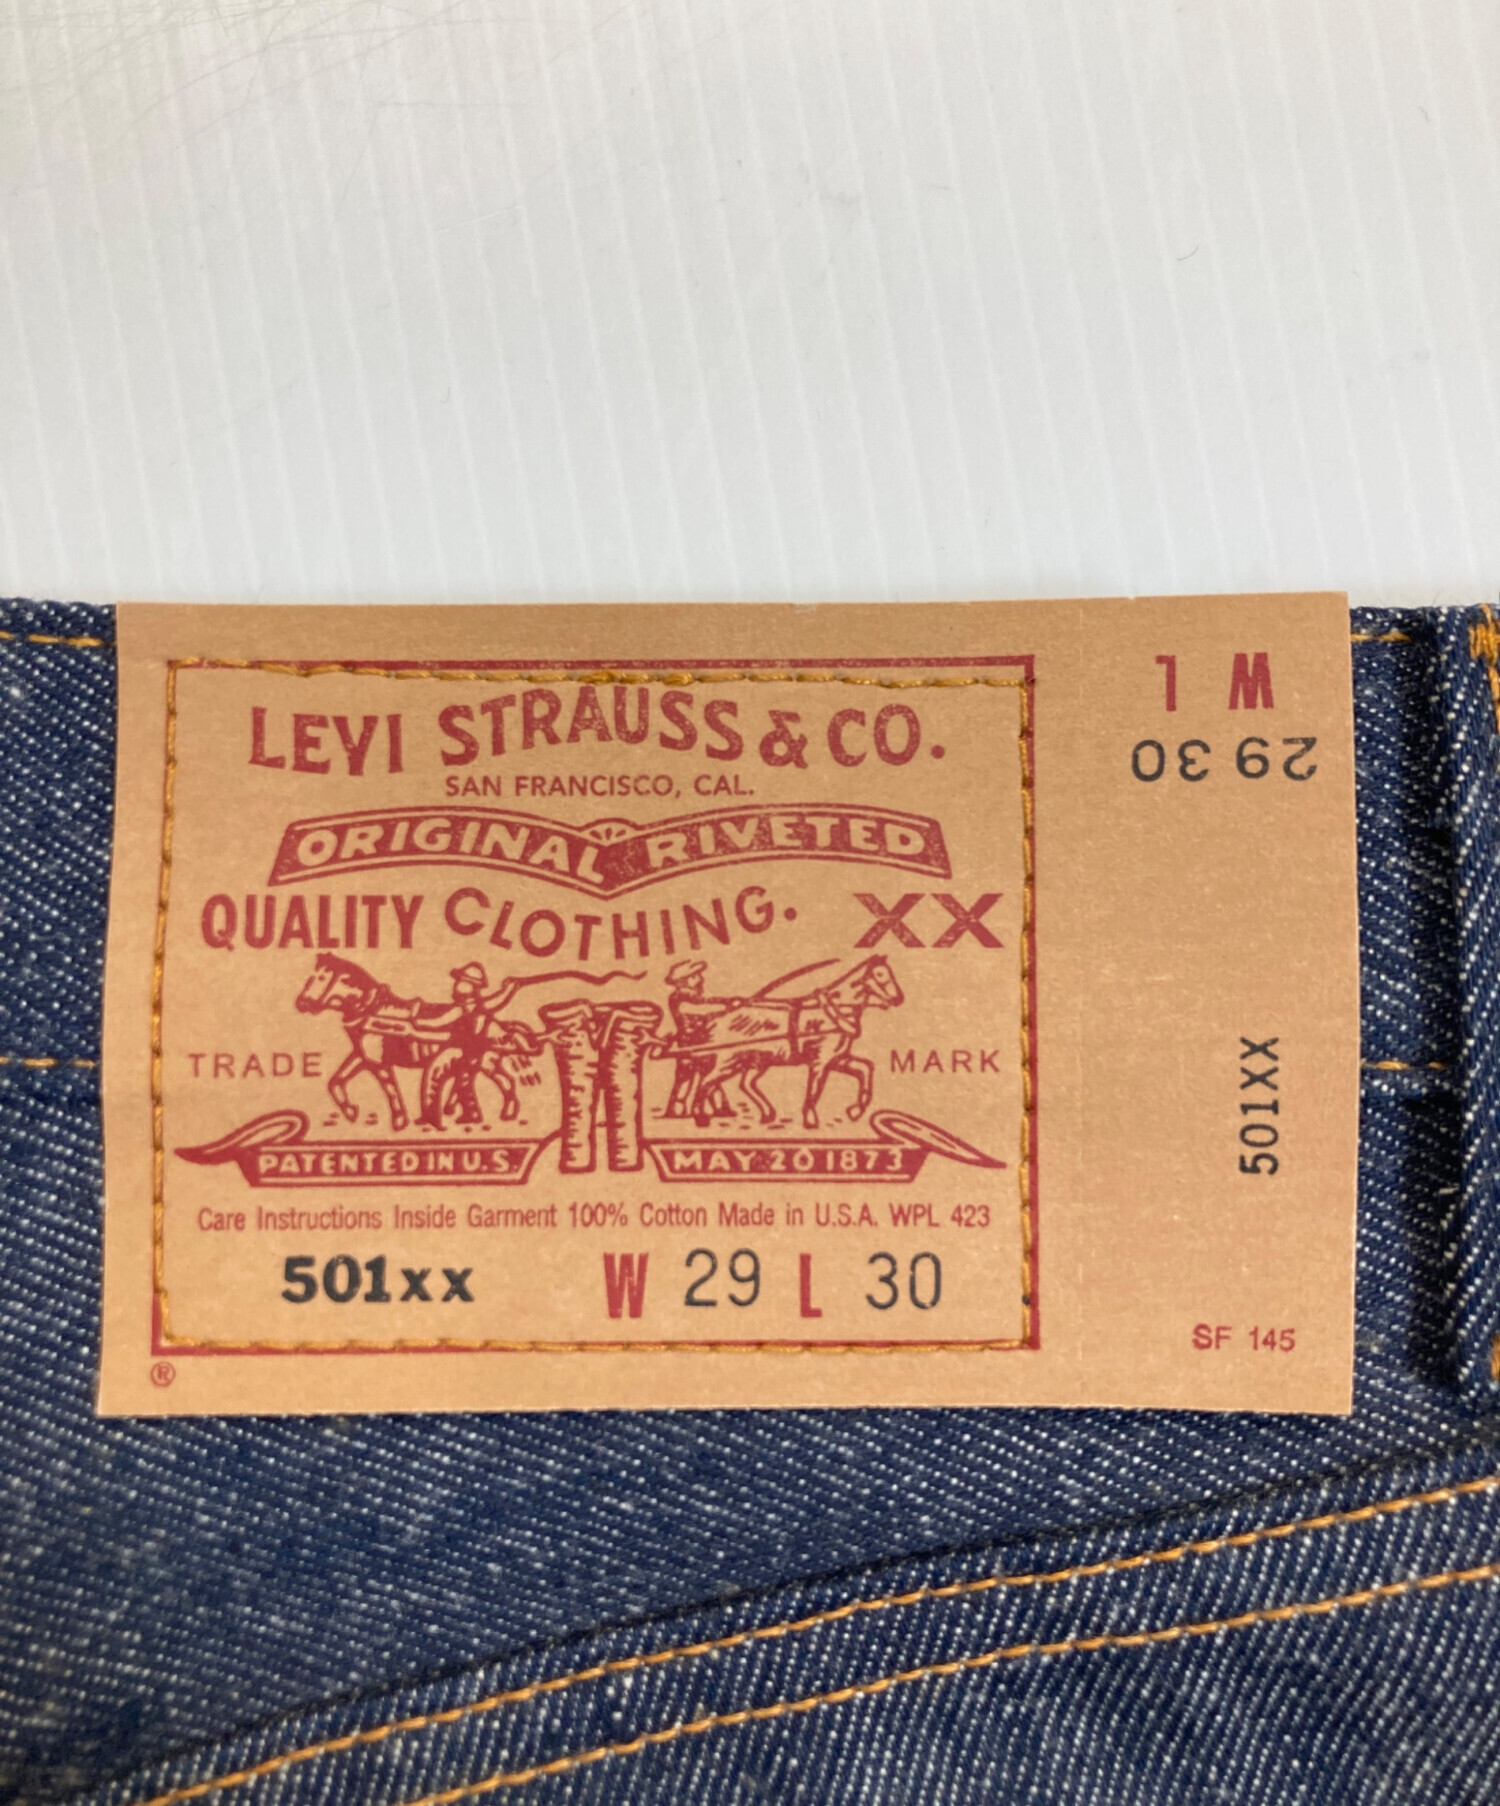 LEVI STRAUSS & CO.
SAN FRANCISCO, CAL.
ORIGINAL RIVETED
QUALITY CLOTHING. XX
TRADE MARK
PATENTED IN U.S. MAY 20 1873
Care Instructions Inside Garment 100% Cotton Made in U.S.A. WPL 423
501xx W 29 L 30
®
W L
29 30
501XX
SF 145